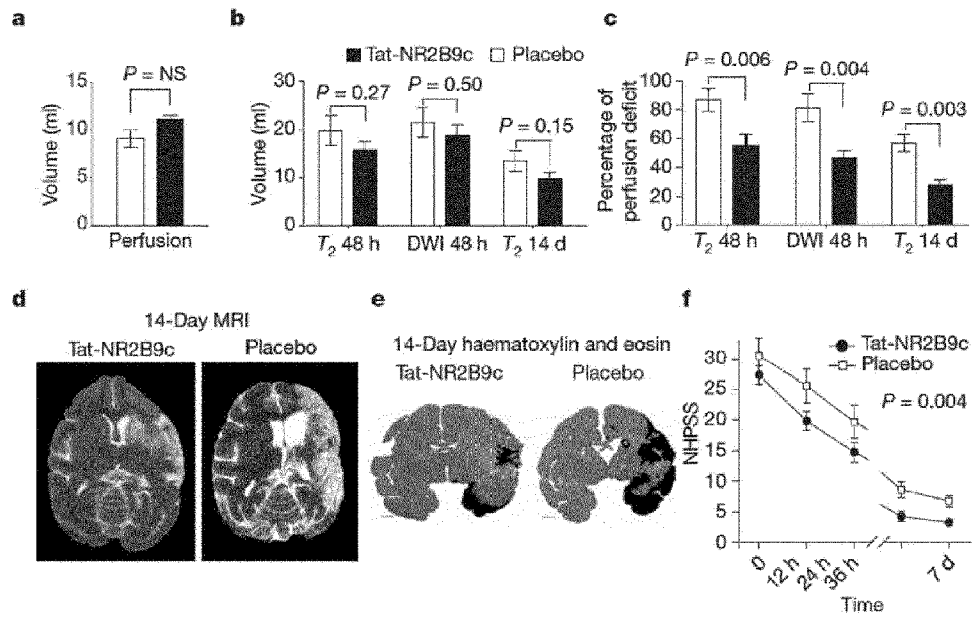 a
P = NS
15
10
5
0
Volume (ml)
Perfusion
b
Tat-NR2B9c Placebo
30
20
10
0
Volume (ml)
P = 0.27
P = 0.50
P = 0.15
T2 48 h DWI 48 h T2 14 d
c
P = 0.006
P = 0.004
P = 0.003
100
80
60
40
20
0
Percentage of
perfusion deficit
T2 48 h DWI 48 h T2 14 d
d
14-Day MRI
Tat-NR2B9c Placebo
e
14-Day haematoxylin and eosin
Tat-NR2B9c Placebo
f
Tat-NR2B9c
Placebo
P = 0.004
30
25
20
15
10
5
0
NHPSS
0 12 h 24 h 36 h 7 d
Time